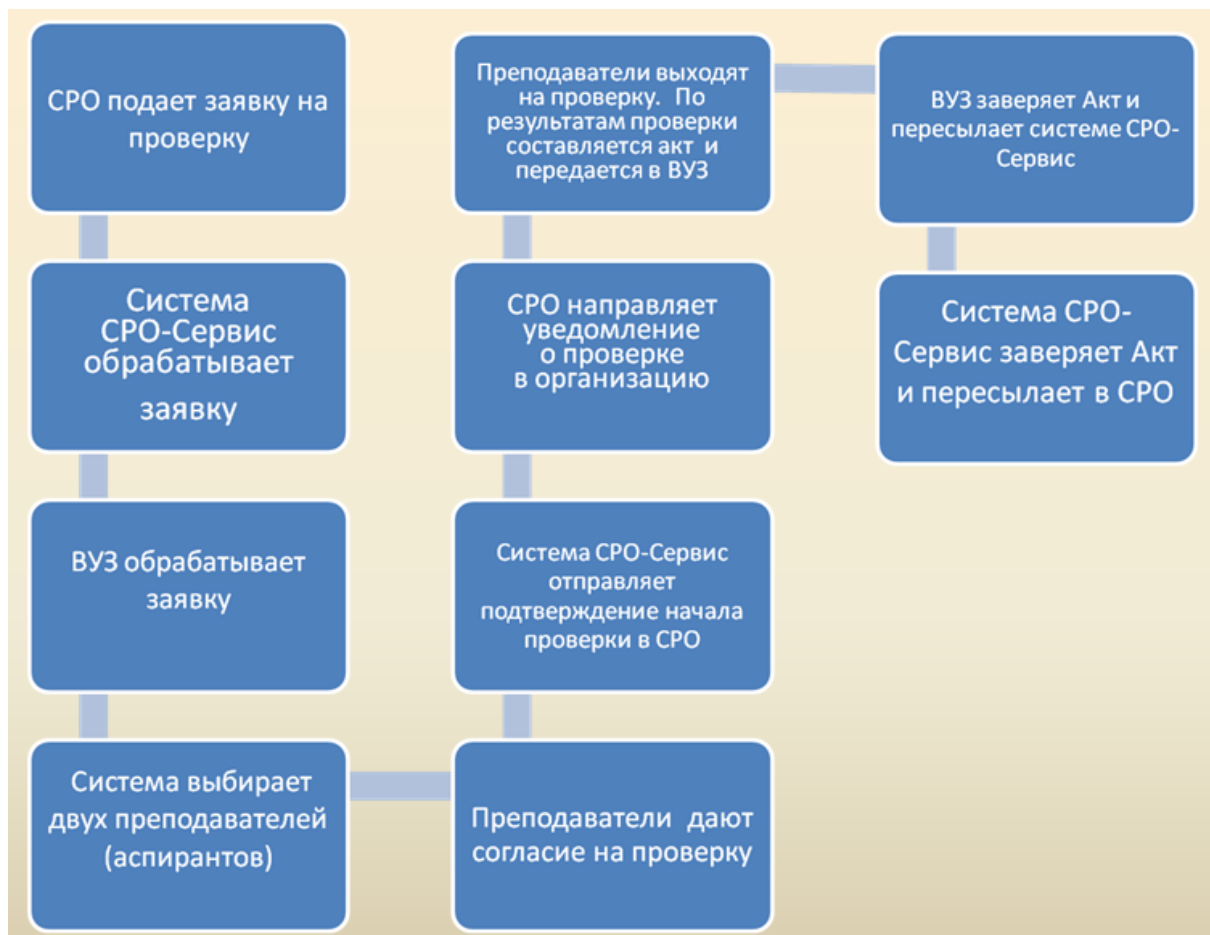 СРО подает заявку на
проверку
Система
СРО-Сервис
обрабатывает
заявку
ВУЗ обрабатывает
заявку
Система выбирает
двух преподавателей
(аспирантов)
Преподаватели дают
согласие на проверку
Система СРО-Сервис
отправляет
подтверждение начала
проверки в СРО
СРО направляет
уведомление
о проверке
в организацию
Преподаватели выходят
на проверку. По
результатам проверки
составляется акт и
передается в ВУЗ
ВУЗ заверяет Акт и
пересылает системе СРО-
Сервис
Система СРО-
Сервис заверяет Акт
и пересылает в СРО